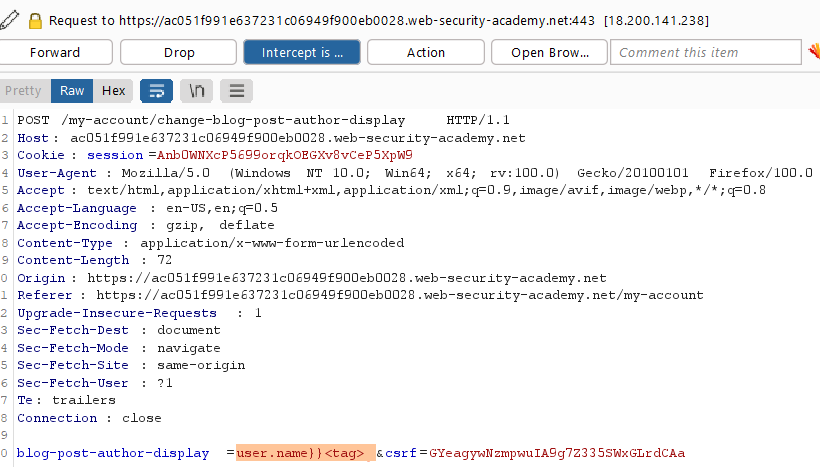 Request to https://ac051f991e637231c06949f900eb0028.web-security-academy.net:443 [18.200.141.238]
Forward Drop Intercept is ... Action Open Brow... Comment this item
Pretty Raw Hex \n
1 POST /my-account/change-blog-post-author-display HTTP/1.1
2 Host: ac051f991e637231c06949f900eb0028.web-security-academy.net
3 Cookie: session=Anb0WNXcP5699orqkOEGXv8vCeP5XpW9
4 User-Agent: Mozilla/5.0 (Windows NT 10.0; Win64; x64; rv:100.0) Gecko/20100101 Firefox/100.0
5 Accept: text/html,application/xhtml+xml,application/xml;q=0.9,image/avif,image/webp,*/*;q=0.8
6 Accept-Language: en-US,en;q=0.5
7 Accept-Encoding: gzip, deflate
8 Content-Type: application/x-www-form-urlencoded
9 Content-Length: 72
0 Origin: https://ac051f991e637231c06949f900eb0028.web-security-academy.net
1 Referer: https://ac051f991e637231c06949f900eb0028.web-security-academy.net/my-account
2 Upgrade-Insecure-Requests: 1
3 Sec-Fetch-Dest: document
4 Sec-Fetch-Mode: navigate
5 Sec-Fetch-Site: same-origin
6 Sec-Fetch-User: ?1
7 Te: trailers
8 Connection: close
9
0 blog-post-author-display=user.name}}<tag>&csrf=GYeagywNzmpwuIA9g7Z335SWxGLrdCAa